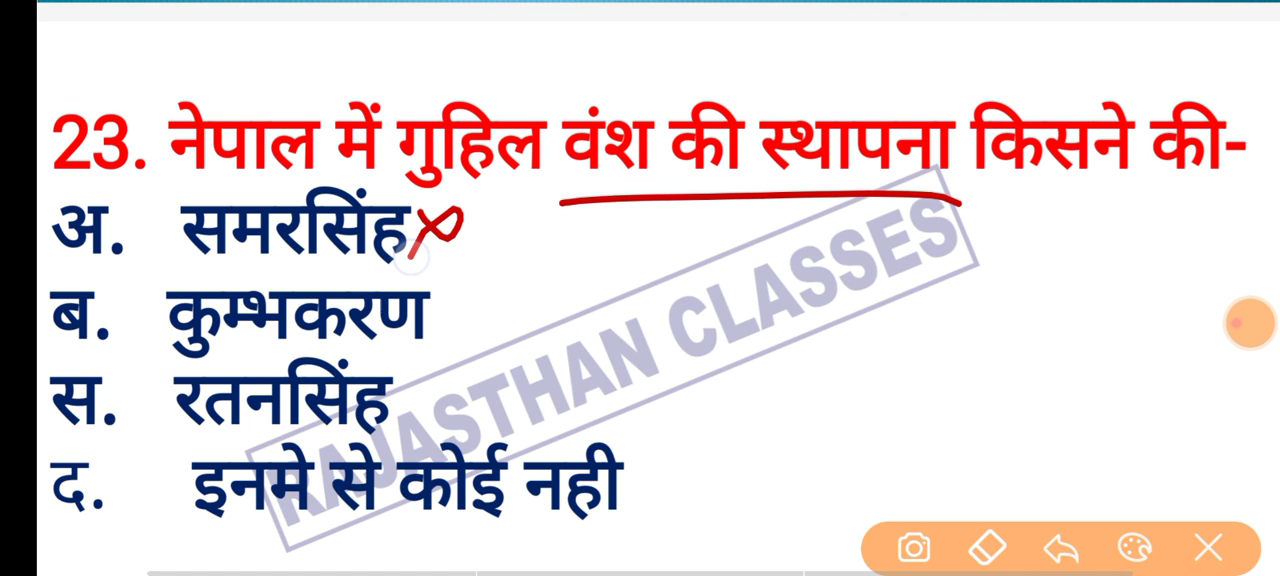 23. नेपाल में गुहिल वंश की स्थापना किसने की-
अ. समरसिंह
ब. कुम्भकरण
स. रतनसिंह
द. इनमे से कोई नही
RAJASTHAN CLASSES